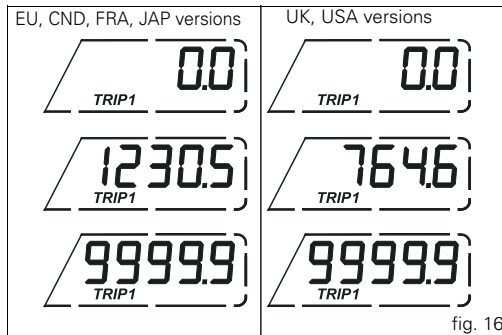 EU, CND, FRA, JAP versions
0.0
TRIP1
1230.5
TRIP1
9999.9
TRIP1
UK, USA versions
0.0
TRIP1
764.6
TRIP1
9999.9
TRIP1
fig. 16